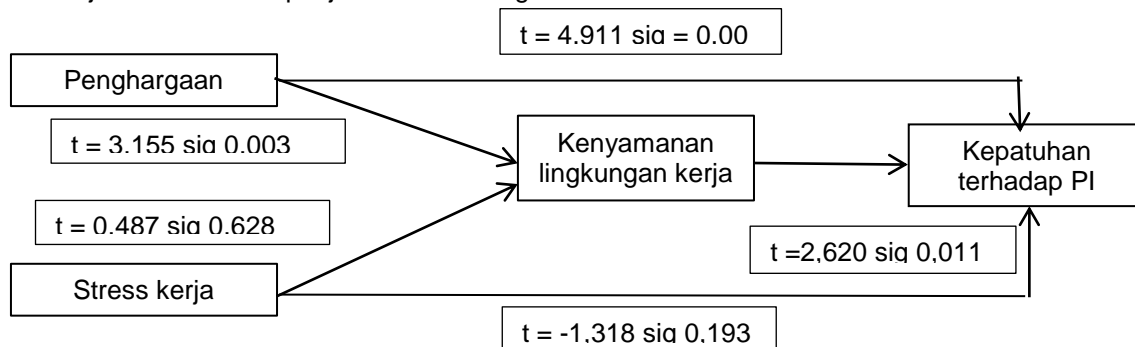 t = 4.911 sig = 0.00
Penghargaan
t = 3.155 sig 0.003
Kenyamanan
lingkungan kerja
Kepatuhan
terhadap PI
t = 0.487 sig 0.628
t =2,620 sig 0,011
Stress kerja
t = -1,318 sig 0,193